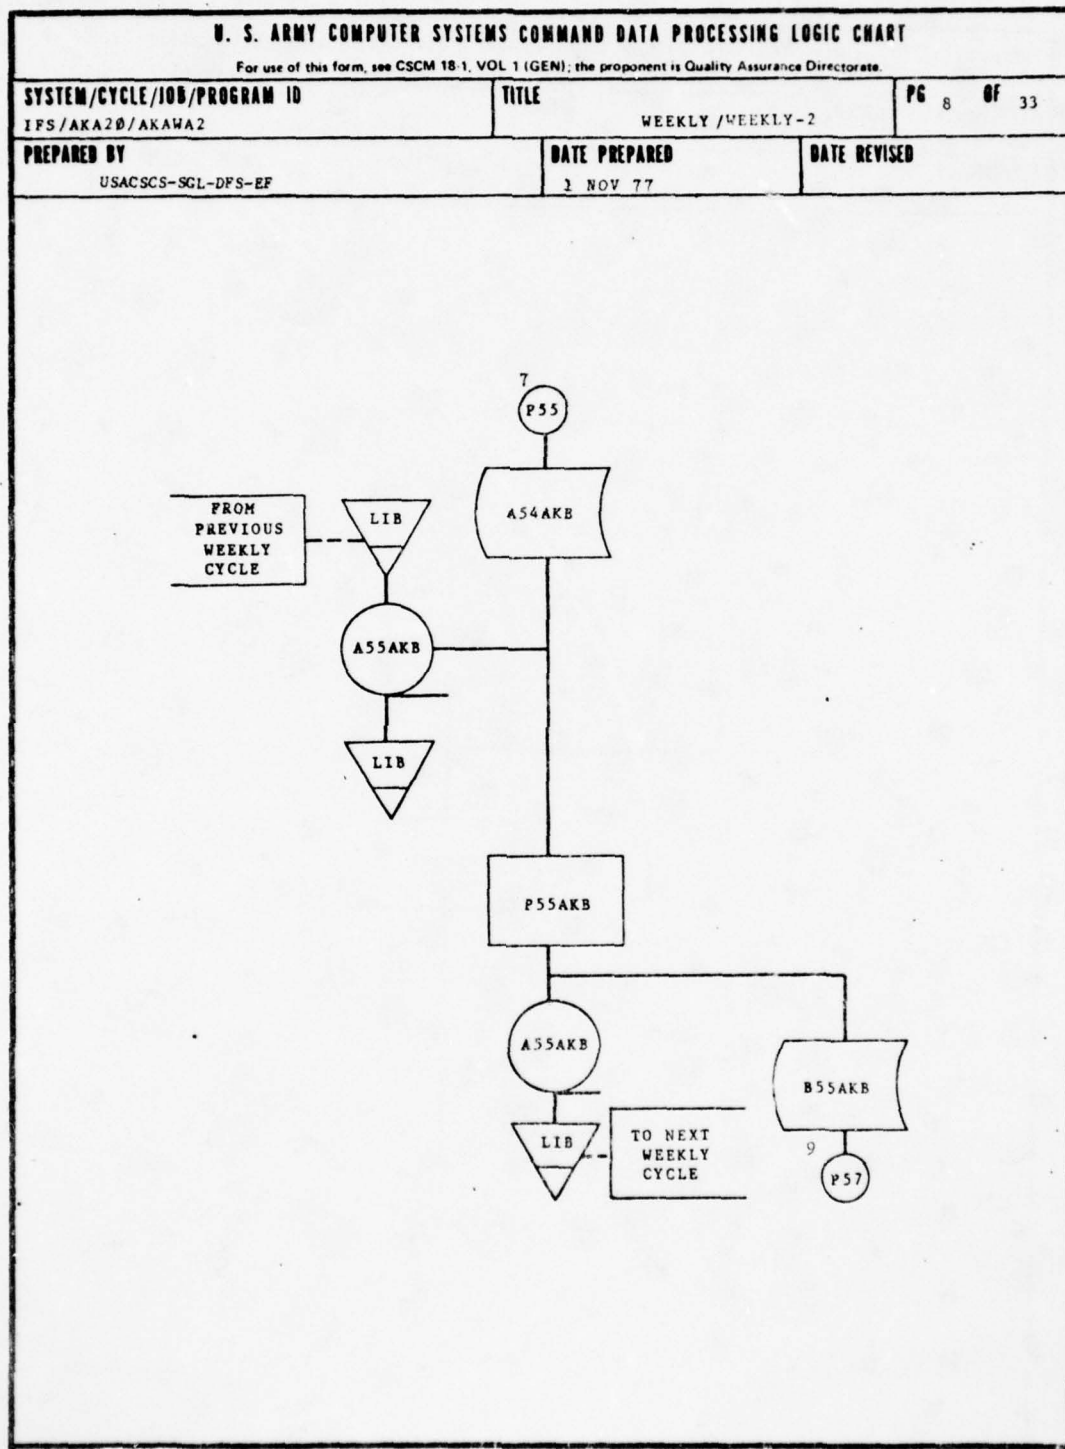 U. S. ARMY COMPUTER SYSTEMS COMMAND DATA PROCESSING LOGIC CHART
For use of this form, see CSCM 18-1, VOL 1 (GEN); the proponent is Quality Assurance Directorate.
SYSTEM/CYCLE/JOB/PROGRAM ID
IFS/AKA20/AKAWA2
TITLE
WEEKLY/WEEKLY-2
PG 8 OF 33
PREPARED BY
USACSCS-SGL-DFS-EF
DATE PREPARED
1 NOV 77
DATE REVISED
7
P55
A54AKB
FROM
PREVIOUS
WEEKLY
CYCLE
LIB
A55AKB
LIB
P55AKB
A55AKB
B55AKB
LIB
TO NEXT
WEEKLY
CYCLE
9
P57